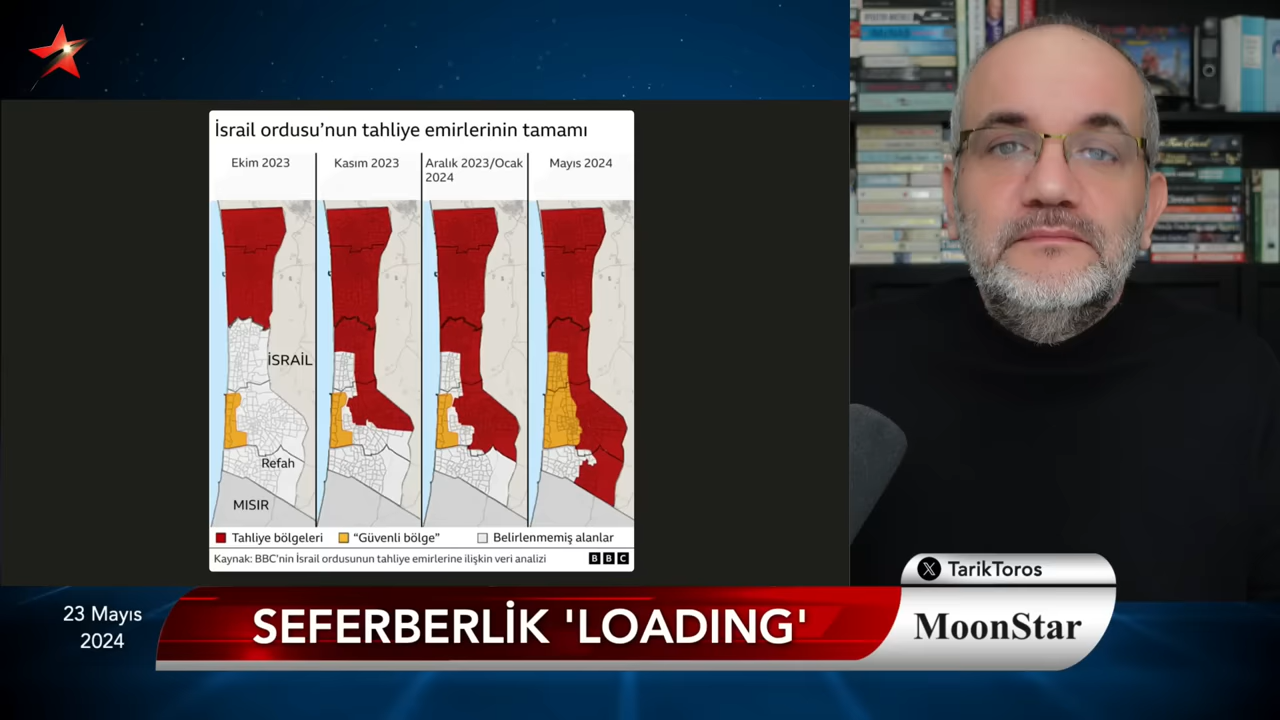 İsrail ordusu’nun tahliye emirlerinin tamamı
Ekim 2023
Kasım 2023
Aralık 2023/Ocak
2024
Mayıs 2024
İSRAİL
Refah
MISIR
Tahliye bölgeleri
“Güvenli bölge”
Belirlenmemiş alanlar
Kaynak: BBC’nin İsrail ordusunun tahliye emirlerine ilişkin veri analizi
BBC
TarikToros
23 Mayıs
2024
SEFERBERLİK 'LOADING'
MoonStar